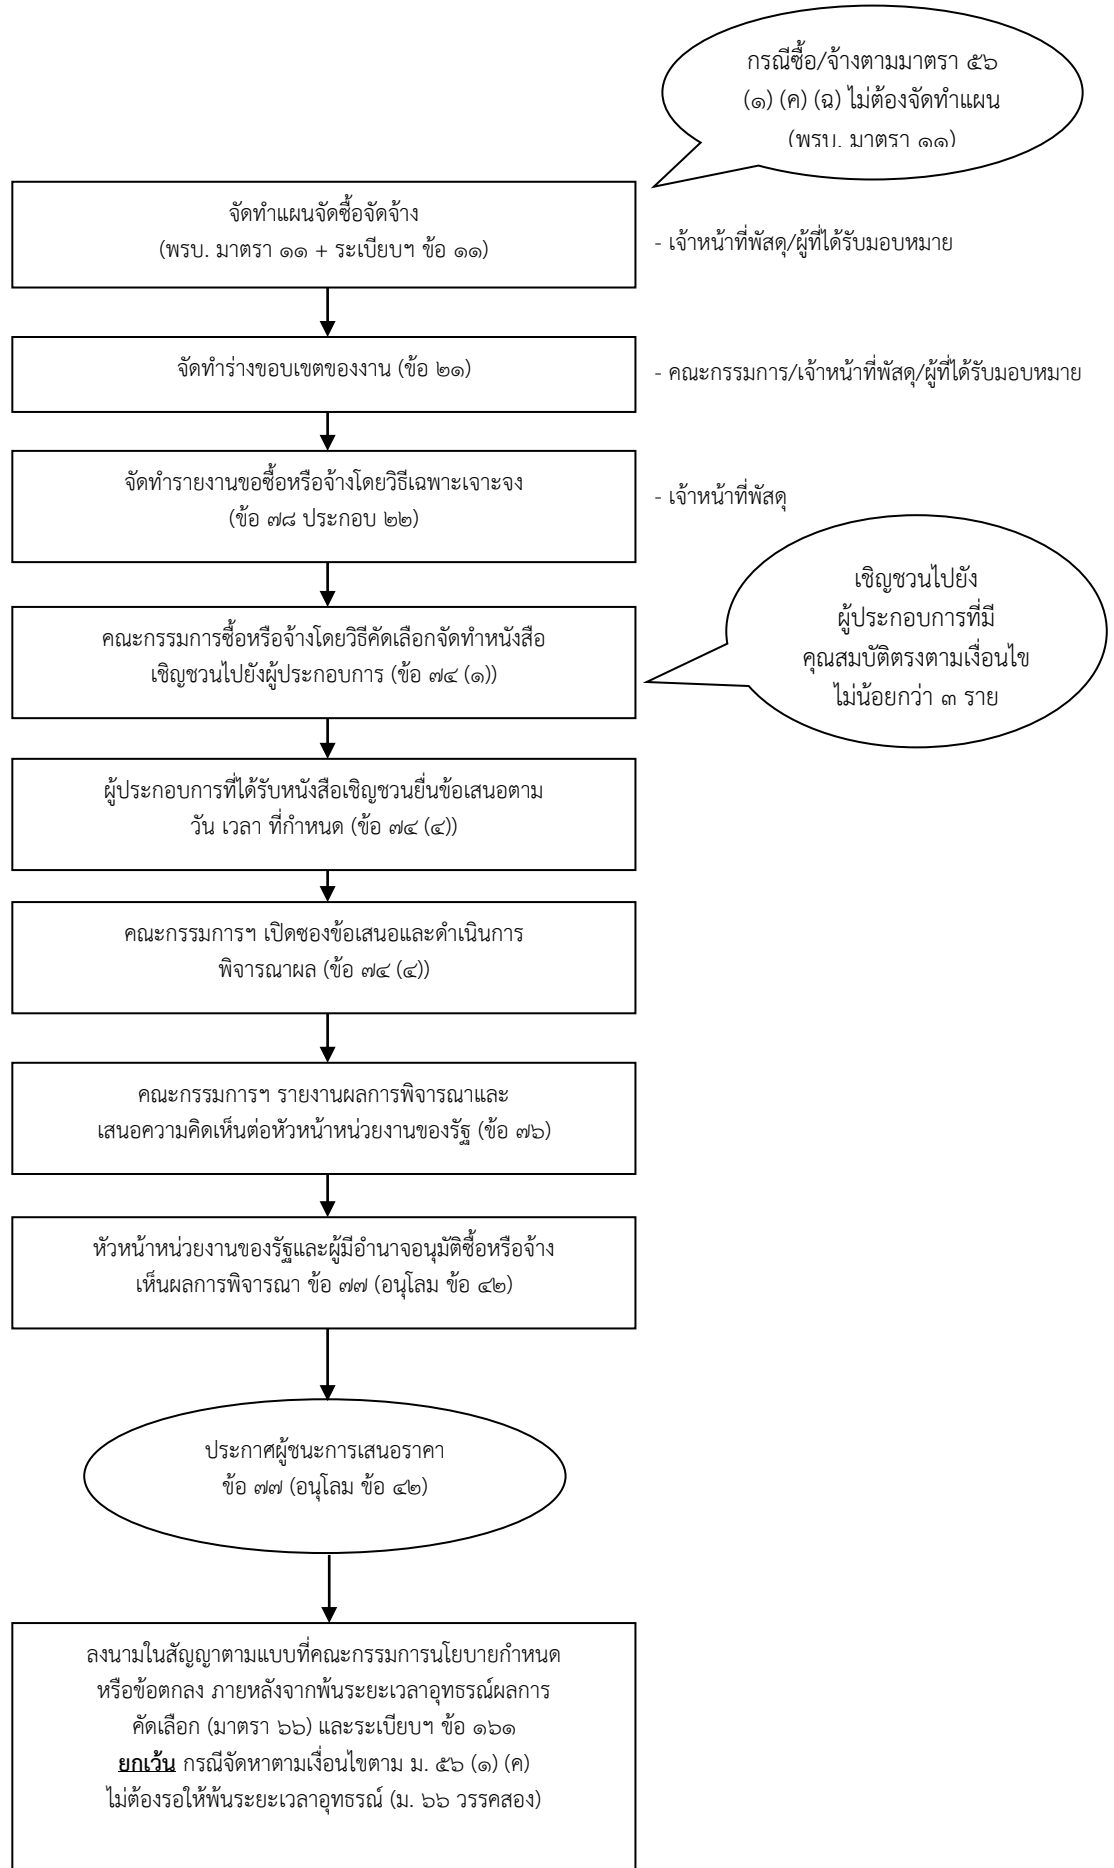 กรณีซื้อ/จ้างตามมาตรา ๕๖
(๑) (ค) (ฉ) ไม่ต้องจัดทำแผน
(พรบ. มาตรา ๑๑)
จัดทำแผนจัดซื้อจัดจ้าง
(พรบ. มาตรา ๑๑ + ระเบียบฯ ข้อ ๑๑)
- เจ้าหน้าที่พัสดุ/ผู้ที่ได้รับมอบหมาย
จัดทำร่างขอบเขตของงาน (ข้อ ๒๑)
- คณะกรรมการ/เจ้าหน้าที่พัสดุ/ผู้ที่ได้รับมอบหมาย
จัดทำรายงานขอซื้อหรือจ้างโดยวิธีเฉพาะเจาะจง
(ข้อ ๗๘ ประกอบ ๒๒)
- เจ้าหน้าที่พัสดุ
คณะกรรมการซื้อหรือจ้างโดยวิธีคัดเลือกจัดทำหนังสือ
เชิญชวนไปยังผู้ประกอบการ (ข้อ ๗๔ (๑))
เชิญชวนไปยัง
ผู้ประกอบการที่มี
คุณสมบัติตรงตามเงื่อนไข
ไม่น้อยกว่า ๓ ราย
ผู้ประกอบการที่ได้รับหนังสือเชิญชวนยื่นข้อเสนอตาม
วัน เวลา ที่กำหนด (ข้อ ๗๔ (๔))
คณะกรรมการฯ เปิดซองข้อเสนอและดำเนินการ
พิจารณาผล (ข้อ ๗๔ (๔))
คณะกรรมการฯ รายงานผลการพิจารณาและ
เสนอความคิดเห็นต่อหัวหน้าหน่วยงานของรัฐ (ข้อ ๗๖)
หัวหน้าหน่วยงานของรัฐและผู้มีอำนาจอนุมัติซื้อหรือจ้าง
เห็นผลการพิจารณา ข้อ ๗๗ (อนุโลม ข้อ ๔๒)
ประกาศผู้ชนะการเสนอราคา
ข้อ ๗๗ (อนุโลม ข้อ ๔๒)
ลงนามในสัญญาตามแบบที่คณะกรรมการนโยบายกำหนด
หรือข้อตกลง ภายหลังจากพ้นระยะเวลาอุทธรณ์ผลการ
คัดเลือก (มาตรา ๖๖) และระเบียบฯ ข้อ ๑๖๑
ยกเว้น กรณีจัดหาตามเงื่อนไขตาม ม. ๕๖ (๑) (ค)
ไม่ต้องรอให้พ้นระยะเวลาอุทธรณ์ (ม. ๖๖ วรรคสอง)